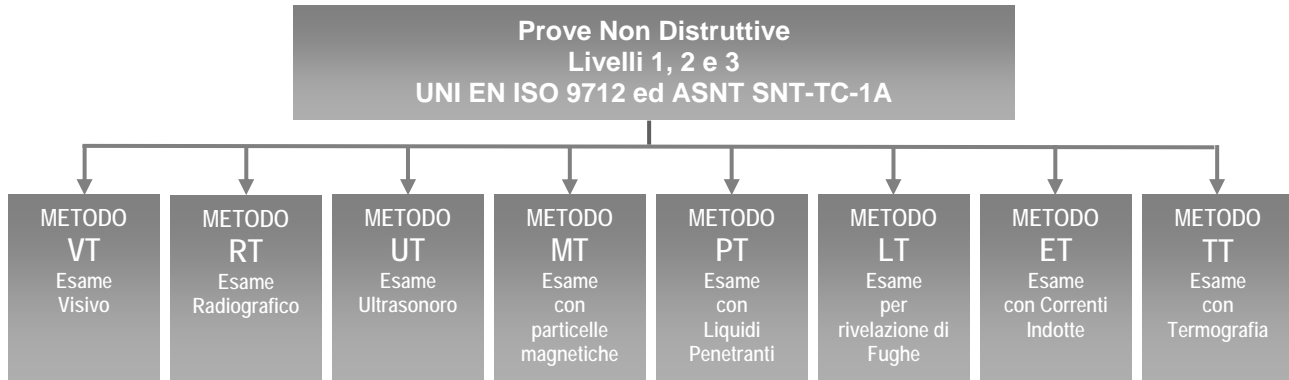 Prove Non Distruttive
Livelli 1, 2 e 3
UNI EN ISO 9712 ed ASNT SNT-TC-1A
METODO
VT
Esame
Visivo
METODO
RT
Esame
Radiografico
METODO
UT
Esame
Ultrasonoro
METODO
MT
Esame
con
particelle
magnetiche
METODO
PT
Esame
con
Liquidi
Penetranti
METODO
LT
Esame
per
rivelazione di
Fughe
METODO
ET
Esame
con Correnti
Indotte
METODO
TT
Esame
con
Termografia